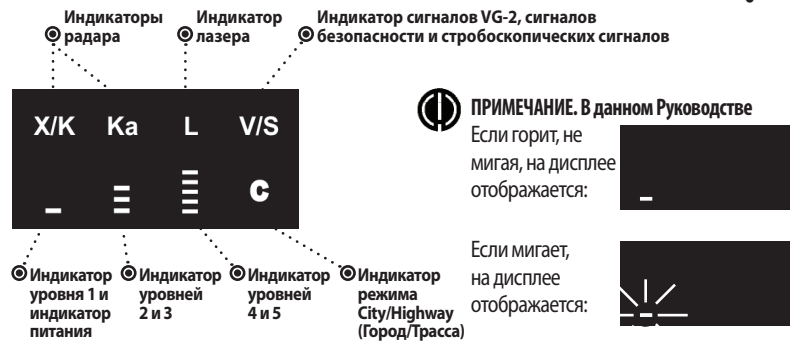 Индикаторы
радара
Индикатор
лазера
Индикатор сигналов VG-2, сигналов
безопасности и стробоскопических сигналов
X/K Ka L V/S
C
Индикатор
уровня 1 и
индикатор
питания
Индикатор
уровней
2 и 3
Индикатор
уровней
4 и 5
Индикатор
режима
City/Highway
(Город/Трасса)
ПРИМЕЧАНИЕ. В данном Руководстве
Если горит, не
мигая, на дисплее
отображается:
Если мигает,
на дисплее
отображается: